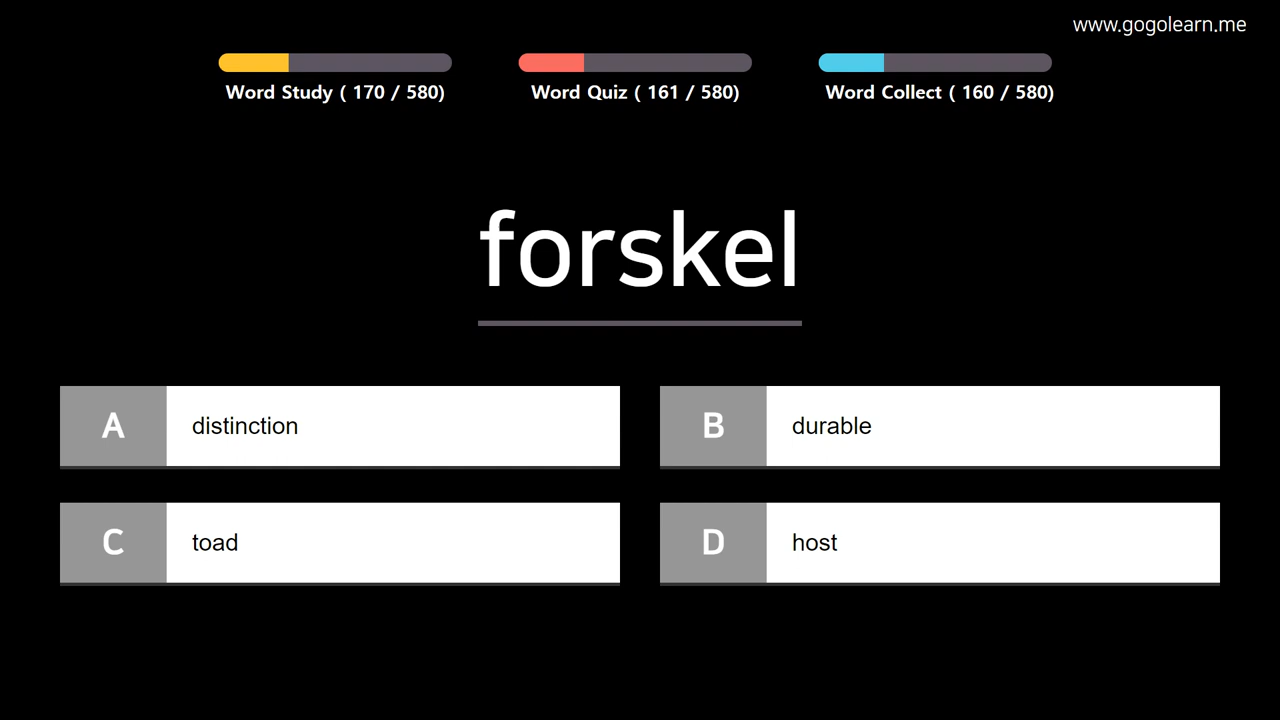 www.gogolearn.me
Word Study ( 170 / 580)
Word Quiz ( 161 / 580)
Word Collect ( 160 / 580)
forskel
A distinction
B durable
C toad
D host